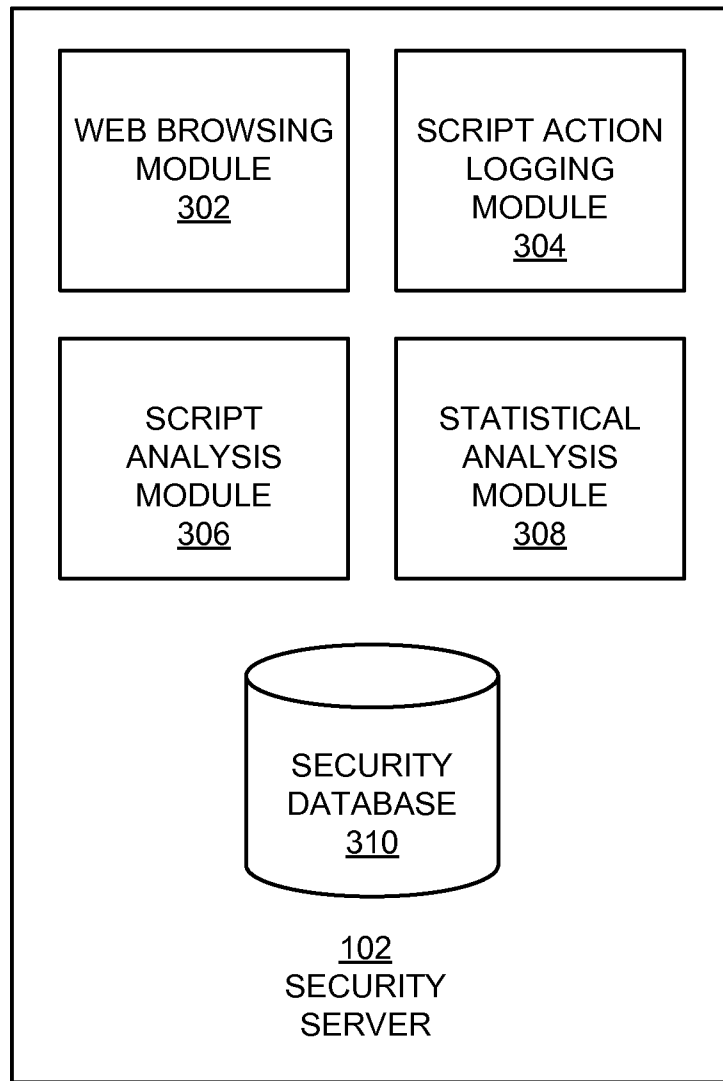 WEB BROWSING
MODULE
302
SCRIPT ACTION
LOGGING
MODULE
304
SCRIPT
ANALYSIS
MODULE
306
STATISTICAL
ANALYSIS
MODULE
308
SECURITY
DATABASE
310
102
SECURITY
SERVER